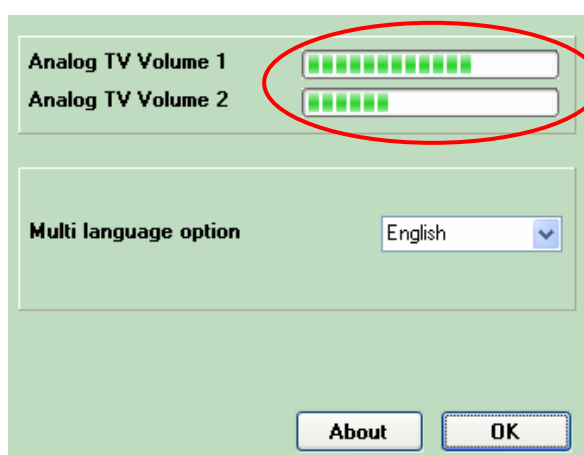 Analog TV Volume 1
Analog TV Volume 2
Multi language option English
About OK